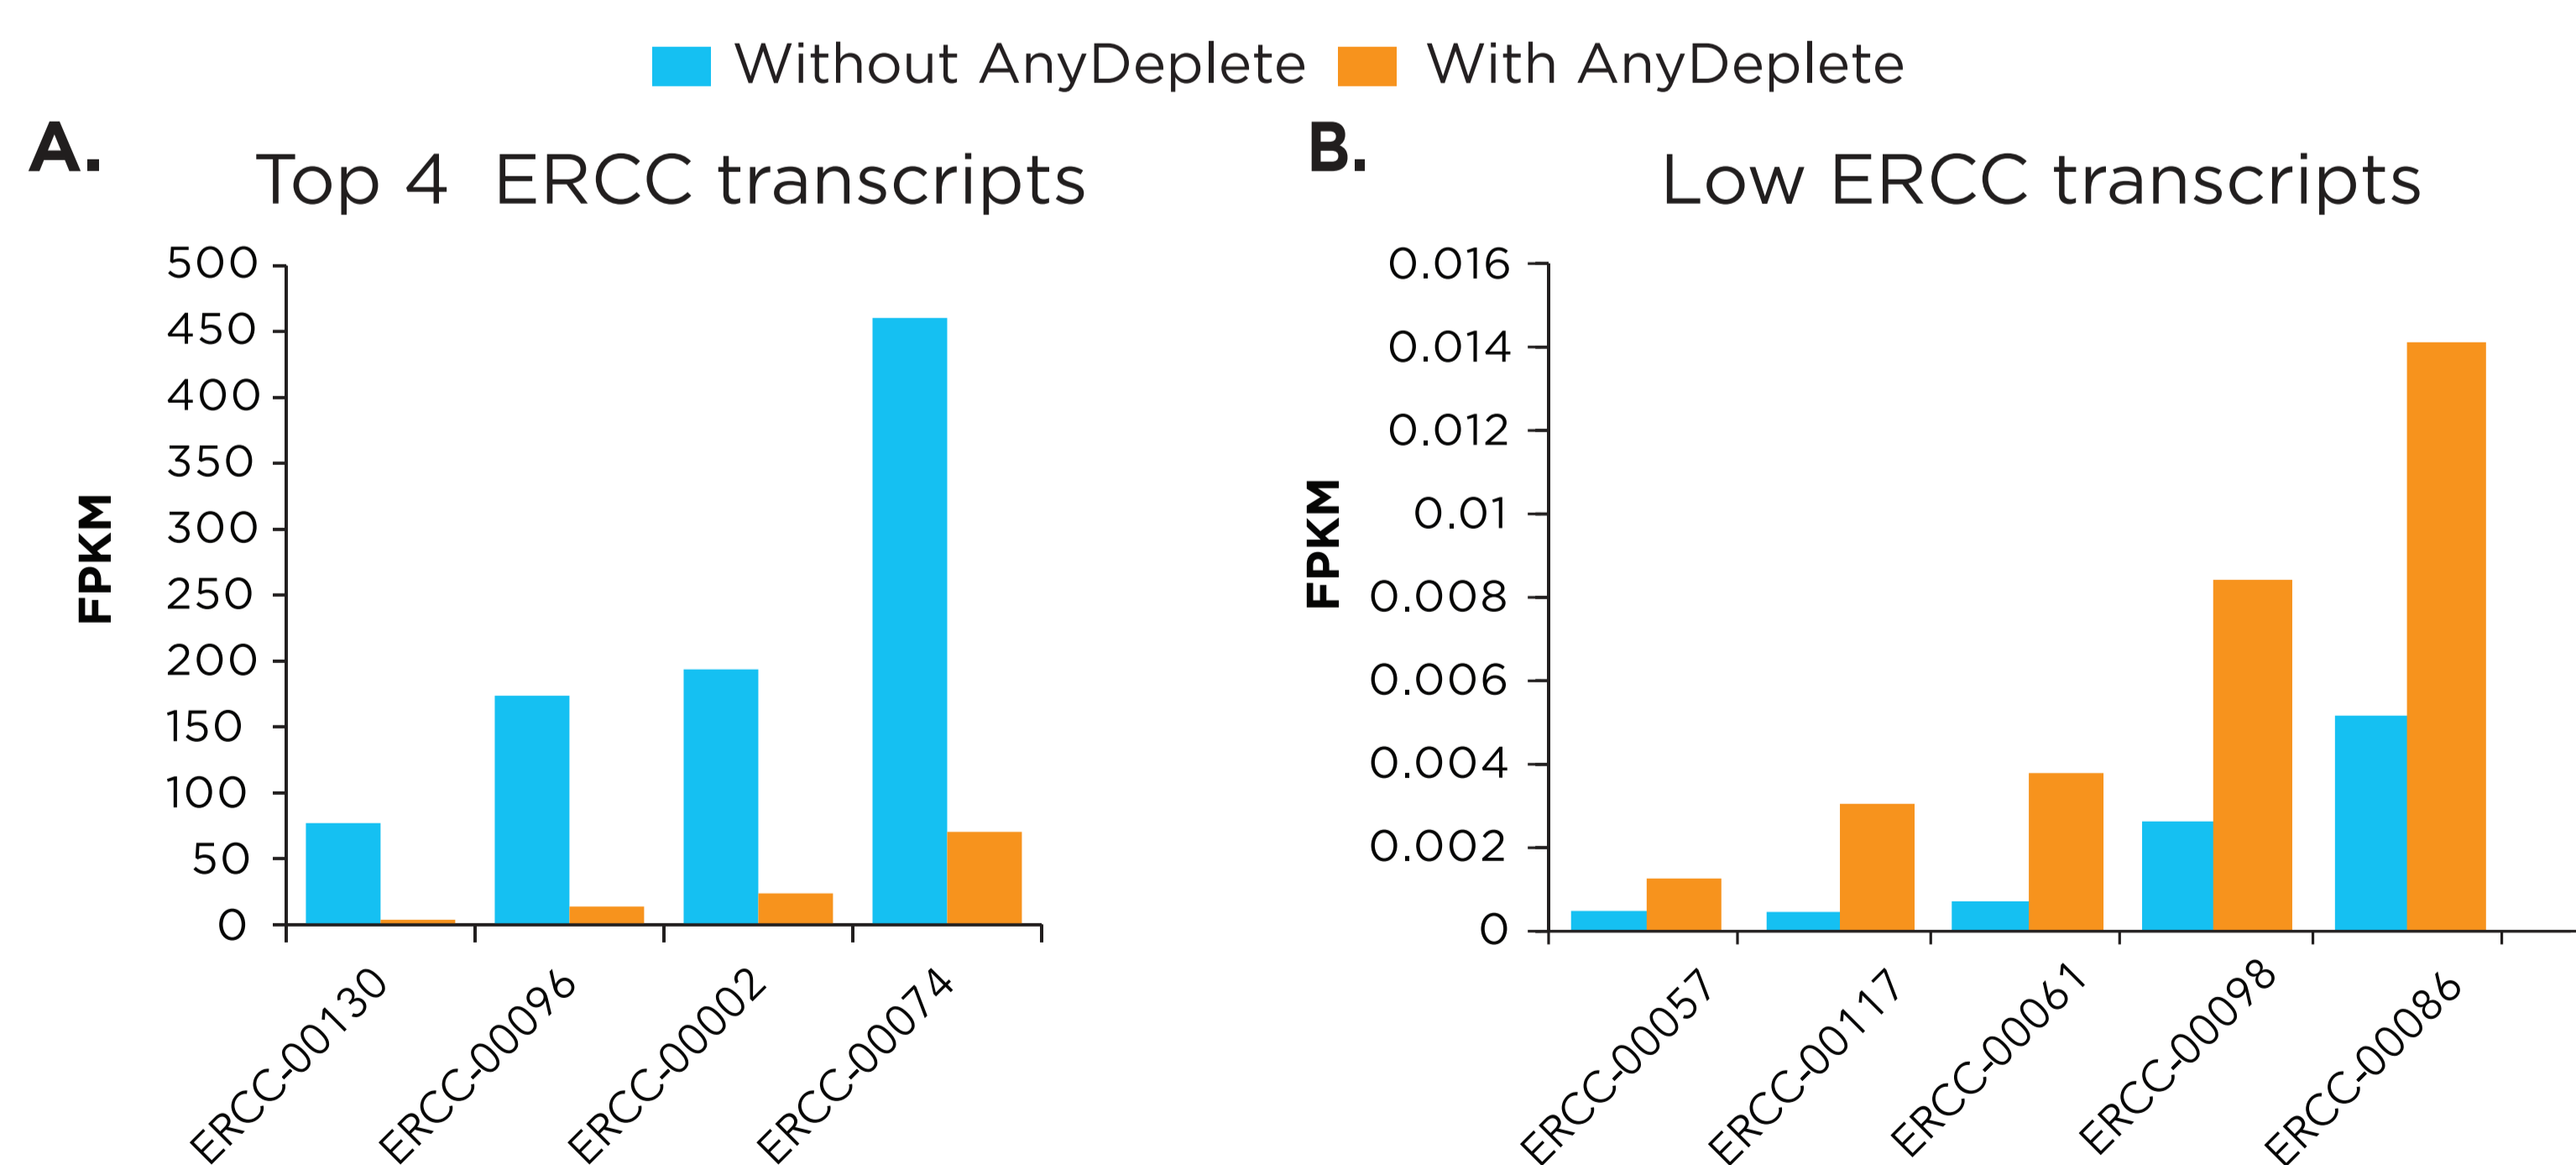 Without AnyDeplete With AnyDeplete
A.
Top 4 ERCC transcripts
FPKM
500
450
400
350
300
250
200
150
100
50
0
ERCC-00130
ERCC-00096
ERCC-00002
ERCC-00074
B.
Low ERCC transcripts
FPKM
0.016
0.014
0.012
0.01
0.008
0.006
0.004
0.002
0
ERCC-00057
ERCC-00117
ERCC-00061
ERCC-00098
ERCC-00086